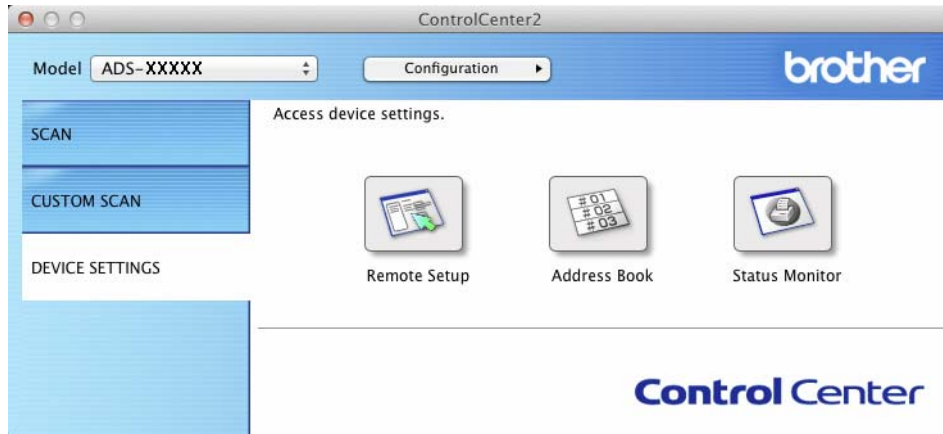 ControlCenter2
Model ADS-XXXXX Configuration brother
SCAN
CUSTOM SCAN
DEVICE SETTINGS
Access device settings.
#01
#02
#03
Remote Setup Address Book Status Monitor
Control Center